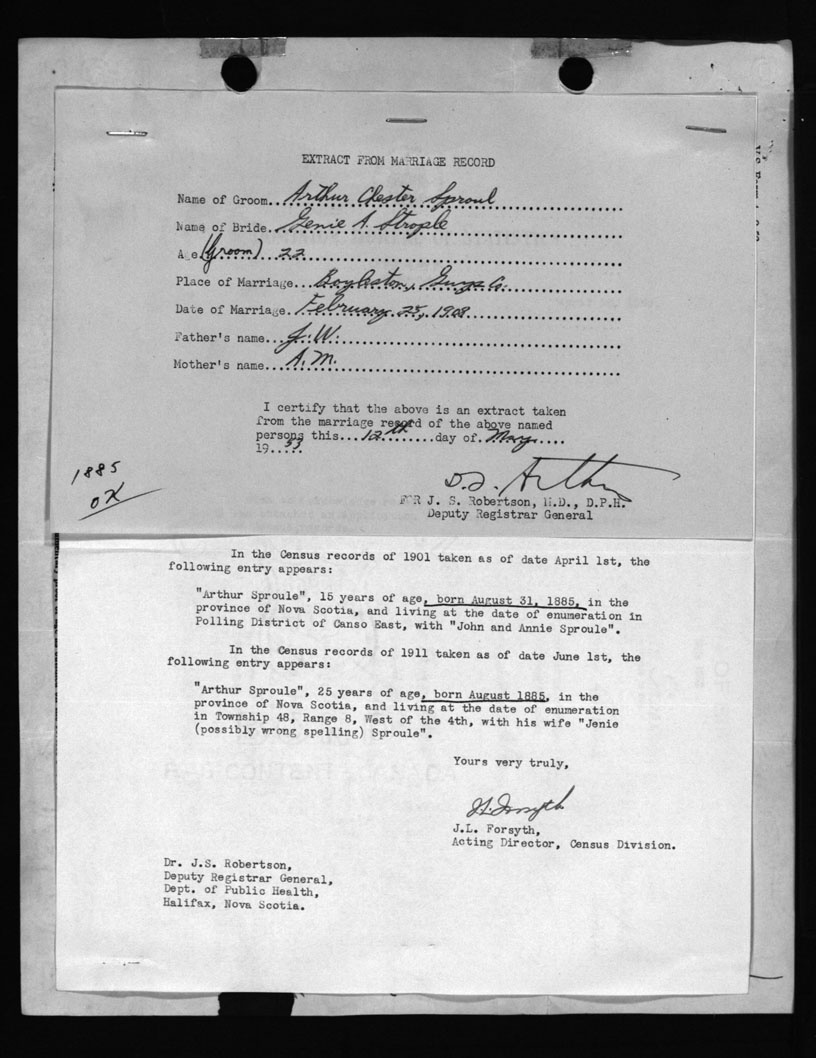 EXTRACT FROM MARRIAGE RECORD
Name of Groom..Arthur Chester Sproul
Name of Bride..Genie A. Strople
Age (Groom)...22
Place of Marriage...Boylston, Guys Co.
Date of Marriage..February 25, 1908
Father's name...J. W.
Mother's name...A. M.
I certify that the above is an extract taken
from the marriage record of the above named
persons this...12th.......day of..May....
19..53.
1885
OK
FOR J. S. Robertson, M.D., D.P.H.
Deputy Registrar General
In the Census records of 1901 taken as of date April 1st, the
following entry appears:
"Arthur Sproule", 15 years of age, born August 31, 1885, in the
province of Nova Scotia, and living at the date of enumeration in
Polling District of Canso East, with "John and Annie Sproule".
In the Census records of 1911 taken as of date June 1st, the
following entry appears:
"Arthur Sproule", 25 years of age, born August 1885, in the
province of Nova Scotia, and living at the date of enumeration
in Township 48, Range 8, West of the 4th, with his wife "Jenie
(possibly wrong spelling) Sproule".
Yours very truly,
J.L. Forsyth,
Acting Director, Census Division.
Dr. J.S. Robertson,
Deputy Registrar General,
Dept. of Public Health,
Halifax, Nova Scotia.